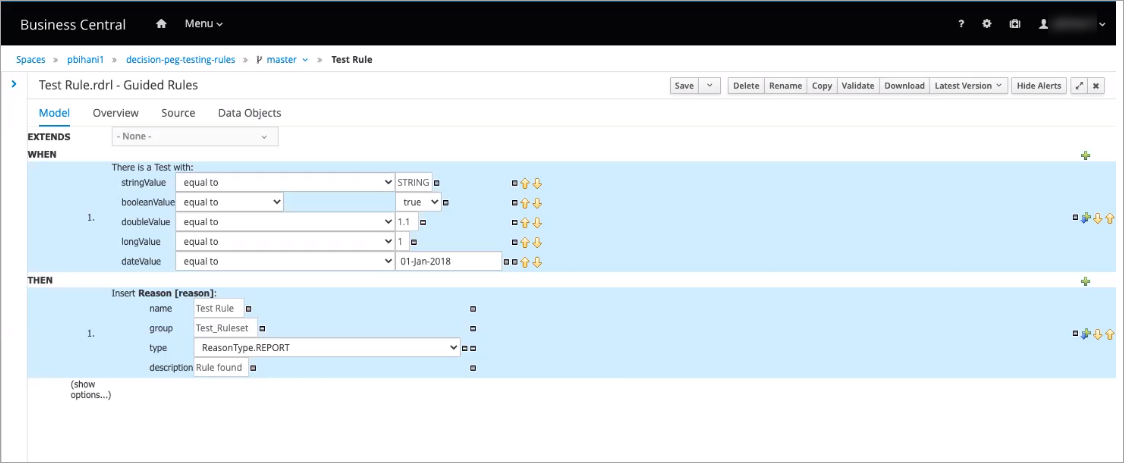 Business Central Menu ?
Spaces » pbihani1 » decision-peg-testing-rules » master » Test Rule
Test Rule.rdrl - Guided Rules Save Delete Rename Copy Validate Download Latest Version Hide Alerts
Model Overview Source Data Objects
EXTENDS - None -
WHEN
There is a Test with:
stringValue equal to STRING
booleanValue equal to true
1.
doubleValue equal to 1.1
longValue equal to 1
dateValue equal to 01-Jan-2018
THEN
Insert Reason [reason]:
name Test Rule
group Test_Ruleset
1.
type ReasonType.REPORT
description Rule found
(show
options...)